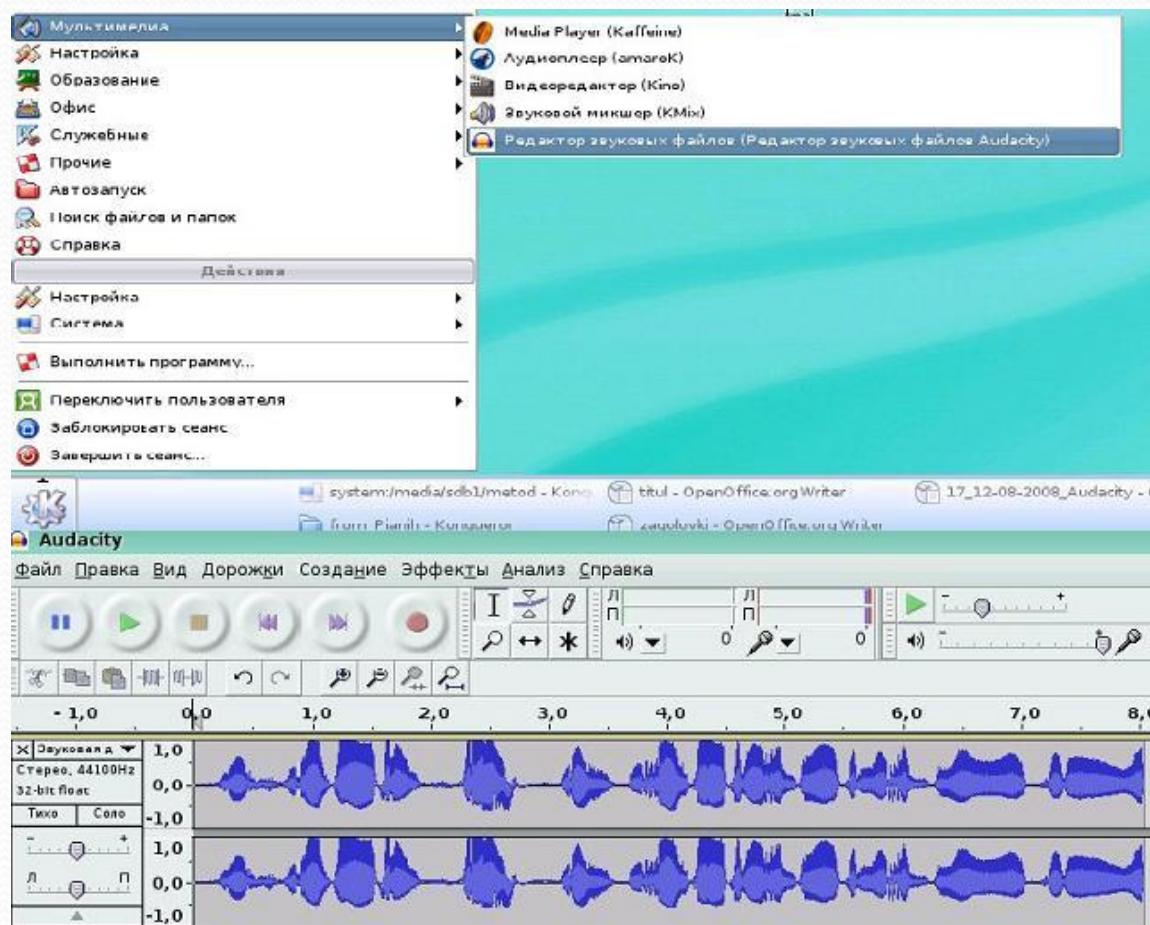 Мультимедиа
Настройка
Образование
Офис
Служебные
Прочие
Автозапуск
Поиск файлов и папок
Справка
Действия
Настройка
Система
Выполнить программу...
Переключить пользователя
Заблокировать сеанс
Завершить сеанс...
Media Player (Kaffeine)
Аудиоплеер (amaroK)
Видеоредактор (Kino)
Звуковой микшер (KMix)
Редактор звуковых файлов (Редактор звуковых файлов Audacity)
system:/media/sdb1/metod - Konq
titul - OpenOffice.org Writer
17_12-08-2008_Audacity -
from_Pianih - Konqueror
zagolovki - OpenOffice.org Writer
Audacity
Файл Правка Вид Дорожки Создание Эффекты Анализ Справка
Л Л
П П
0 0
- +
- 1,0 0,0 1,0 2,0 3,0 4,0 5,0 6,0 7,0 8,
Звуковая д
Стерео, 44100Hz
32-bit float
Тихо Соло
- +
Л П
1,0
0,0
-1,0
1,0
0,0
-1,0